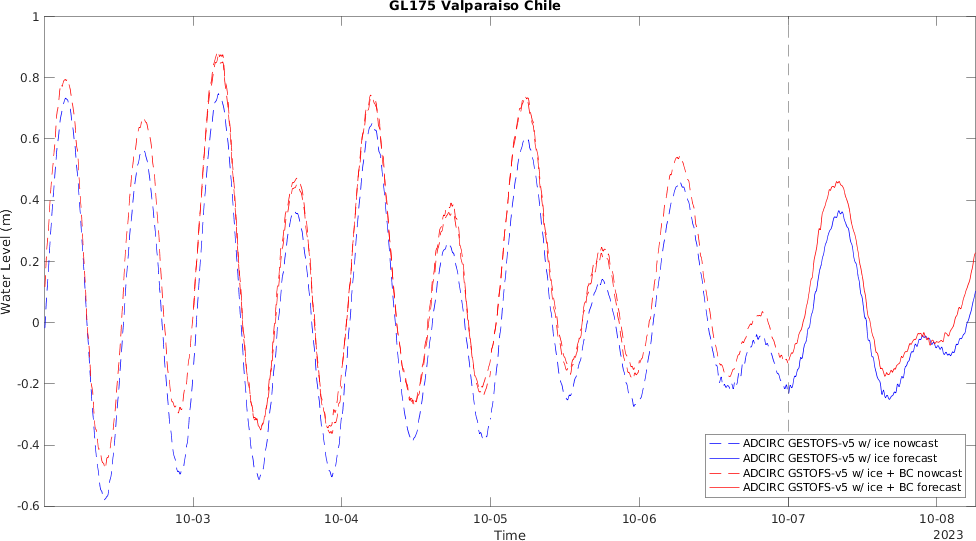 GL175 Valparaiso Chile
1
0.8
0.6
0.4
0.2
0
-0.2
-0.4
-0.6
Water Level (m)
ADCIRC GESTOFS-v5 w/ ice nowcast
ADCIRC GESTOFS-v5 w/ ice forecast
ADCIRC GSTOFS-v5 w/ ice + BC nowcast
ADCIRC GSTOFS-v5 w/ ice + BC forecast
10-03 10-04 10-05 10-06 10-07 10-08
Time
2023